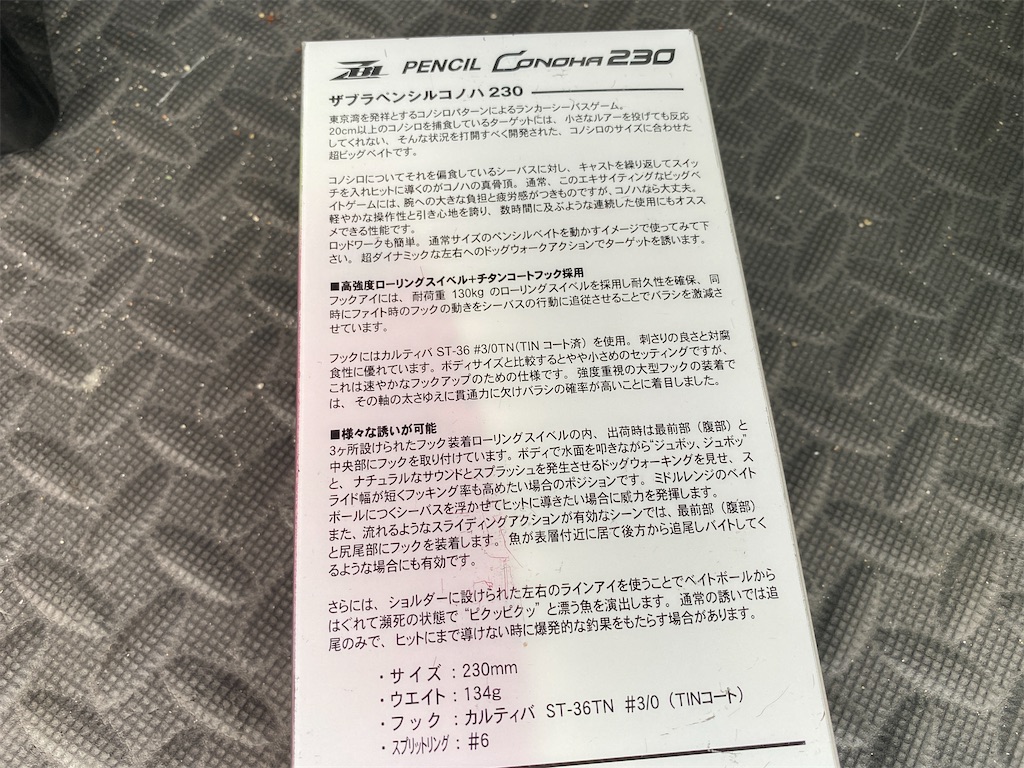 ZBL PENCIL CONOHA 230
ザブラペンシルコノハ 230
東京湾を発祥とするコノシロパターンによるランカーシーバスゲーム。
20cm以上のコノシロを捕食しているターゲットには、小さなルアーを投げても反応
してくれない、そんな状況を打開すべく開発された、コノシロのサイズに合わせた
超ビッグベイトです。
コノシロについてそれを偏食しているシーバスに対し、キャストを繰り返してスイッ
チを入れヒットに導くのがコノハの真骨頂。通常、このエキサイティングなビッグベ
イトゲームには、腕への大きな負担と疲労感がつきものですが、コノハなら大丈夫。
軽やかな操作性と引き心地を誇り、数時間に及ぶような連続した使用にもオスス
メできる性能です。
ロッドワークも簡単。通常サイズのペンシルベイトを動かすイメージで使ってみて下
さい。超ダイナミックな左右へのドッグウォークアクションでターゲットを誘います。
■高強度ローリングスイベル+チタンコートフック採用
フックアイには、耐荷重 130kg のローリングスイベルを採用し耐久性を確保、同
時にファイト時のフックの動きをシーバスの行動に追従させることでバラシを激減さ
せています。
フックにはカルティバ ST-36 #3/0TN(TIN コート済) を使用。刺さりの良さと対腐
食性に優れています。ボディサイズと比較するとやや小さめのセッティングですが、
これは速やかなフックアップのための仕様です。強度重視の大型フックの装着で
は、その軸の太さゆえに貫通力に欠けバラシの確率が高いことに着目しました。
■様々な誘いが可能
3ヶ所設けられたフック装着ローリングスイベルの内、出荷時は最前部（腹部）と
中央部にフックを取り付けています。ボディで水面を叩きながら“ジュボッ、ジュボッ”
と、ナチュラルなサウンドとスプラッシュを発生させるドッグウォーキングを見せ、ス
ライド幅が短くフッキング率も高めたい場合のポジションです。ミドルレンジのベイト
ボールにつくシーバスを浮かせてヒットに導きたい場合に威力を発揮します。
また、流れるようなスライディングアクションが有効なシーンでは、最前部（腹部）
と尻尾部にフックを装着します。魚が表層付近に居て後方から追尾しバイトしてく
るような場合にも有効です。
さらには、ショルダーに設けられた左右のラインアイを使うことでベイトボールから
はぐれて瀕死の状態で“ピクッピクッ”と漂う魚を演出します。通常の誘いでは追
尾のみで、ヒットにまで導けない時に爆発的な釣果をもたらす場合があります。
・サイズ：230mm
・ウエイト：134g
・フック：カルティバ ST-36TN #3/0（TINコート）
・スプリットリング：#6